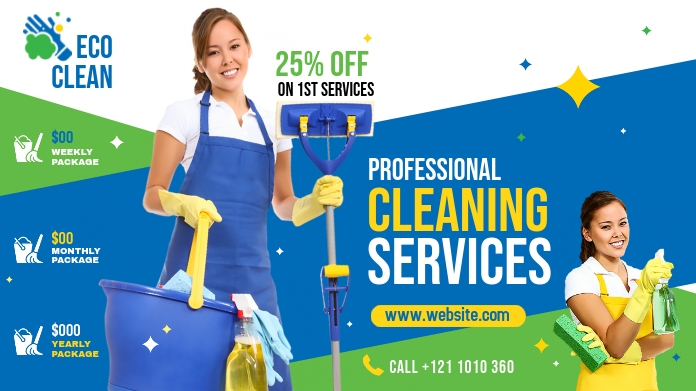 ECO
CLEAN
25% OFF
ON 1ST SERVICES
$00
WEEKLY
PACKAGE
$00
MONTHLY
PACKAGE
$000
YEARLY
PACKAGE
PROFESSIONAL
CLEANING
SERVICES
www.website.com
CALL +121 1010 360